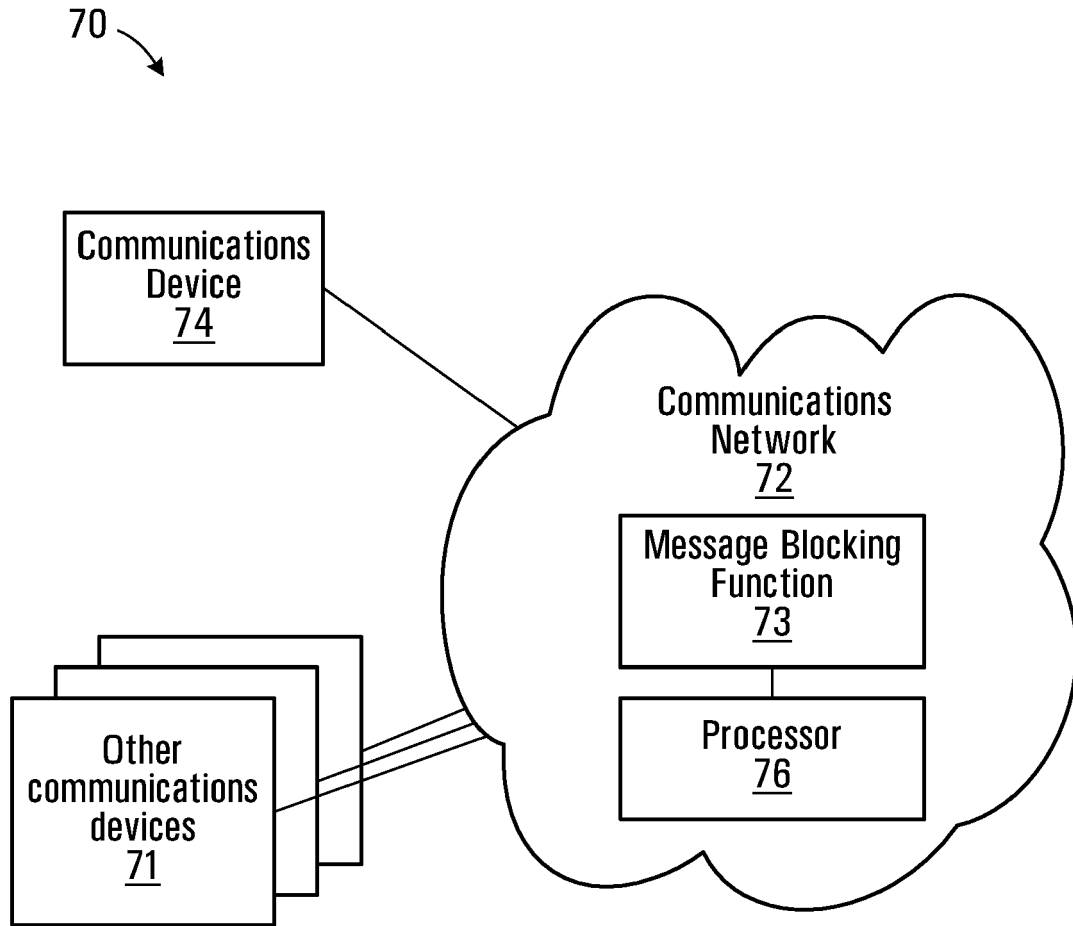 70
Communications
Device
74
Communications
Network
72
Message Blocking
Function
73
Processor
76
Other
communications
devices
71